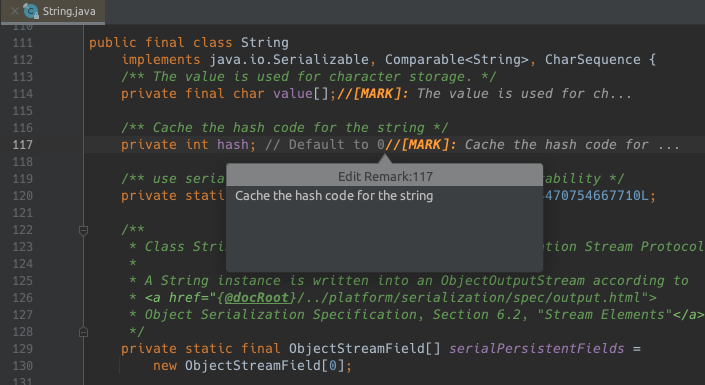 String.java
110
111 public final class String
112 implements java.io.Serializable, Comparable<String>, CharSequence {
113 /** The value is used for character storage. */
114 private final char value[];//[MARK]: The value is used for ch...
115
116 /** Cache the hash code for the string */
117 private int hash; // Default to 0//[MARK]: Cache the hash code for ...
118
Edit Remark:117
Cache the hash code for the string
119 /** use seria ability */
120 private stati 8470754667710L;
121
122 /**
123 * Class Stri tion Stream Protocol
124 *
125 * A String instance is written into an ObjectOutputStream according to
126 * <a href="{@docRoot}/../platform/serialization/spec/output.html">
127 * Object Serialization Specification, Section 6.2, "Stream Elements"</a>
128 */
129 private static final ObjectStreamField[] serialPersistentFields =
130 new ObjectStreamField[0];
131